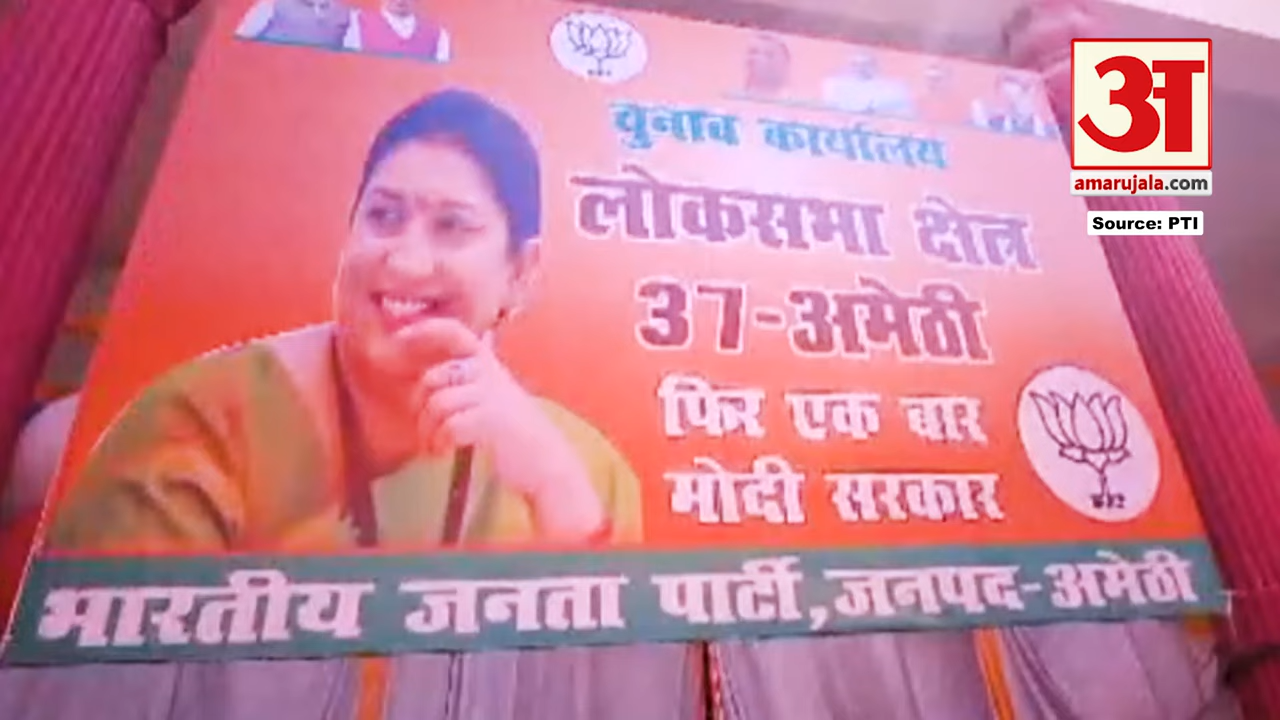 चुनाव कार्यालय
लोकसभा क्षेत्र
37-अमेठी
फिर एक बार
मोदी सरकार
भारतीय जनता पार्टी, जनपद-अमेठी
अ
amarujala.com
Source: PTI